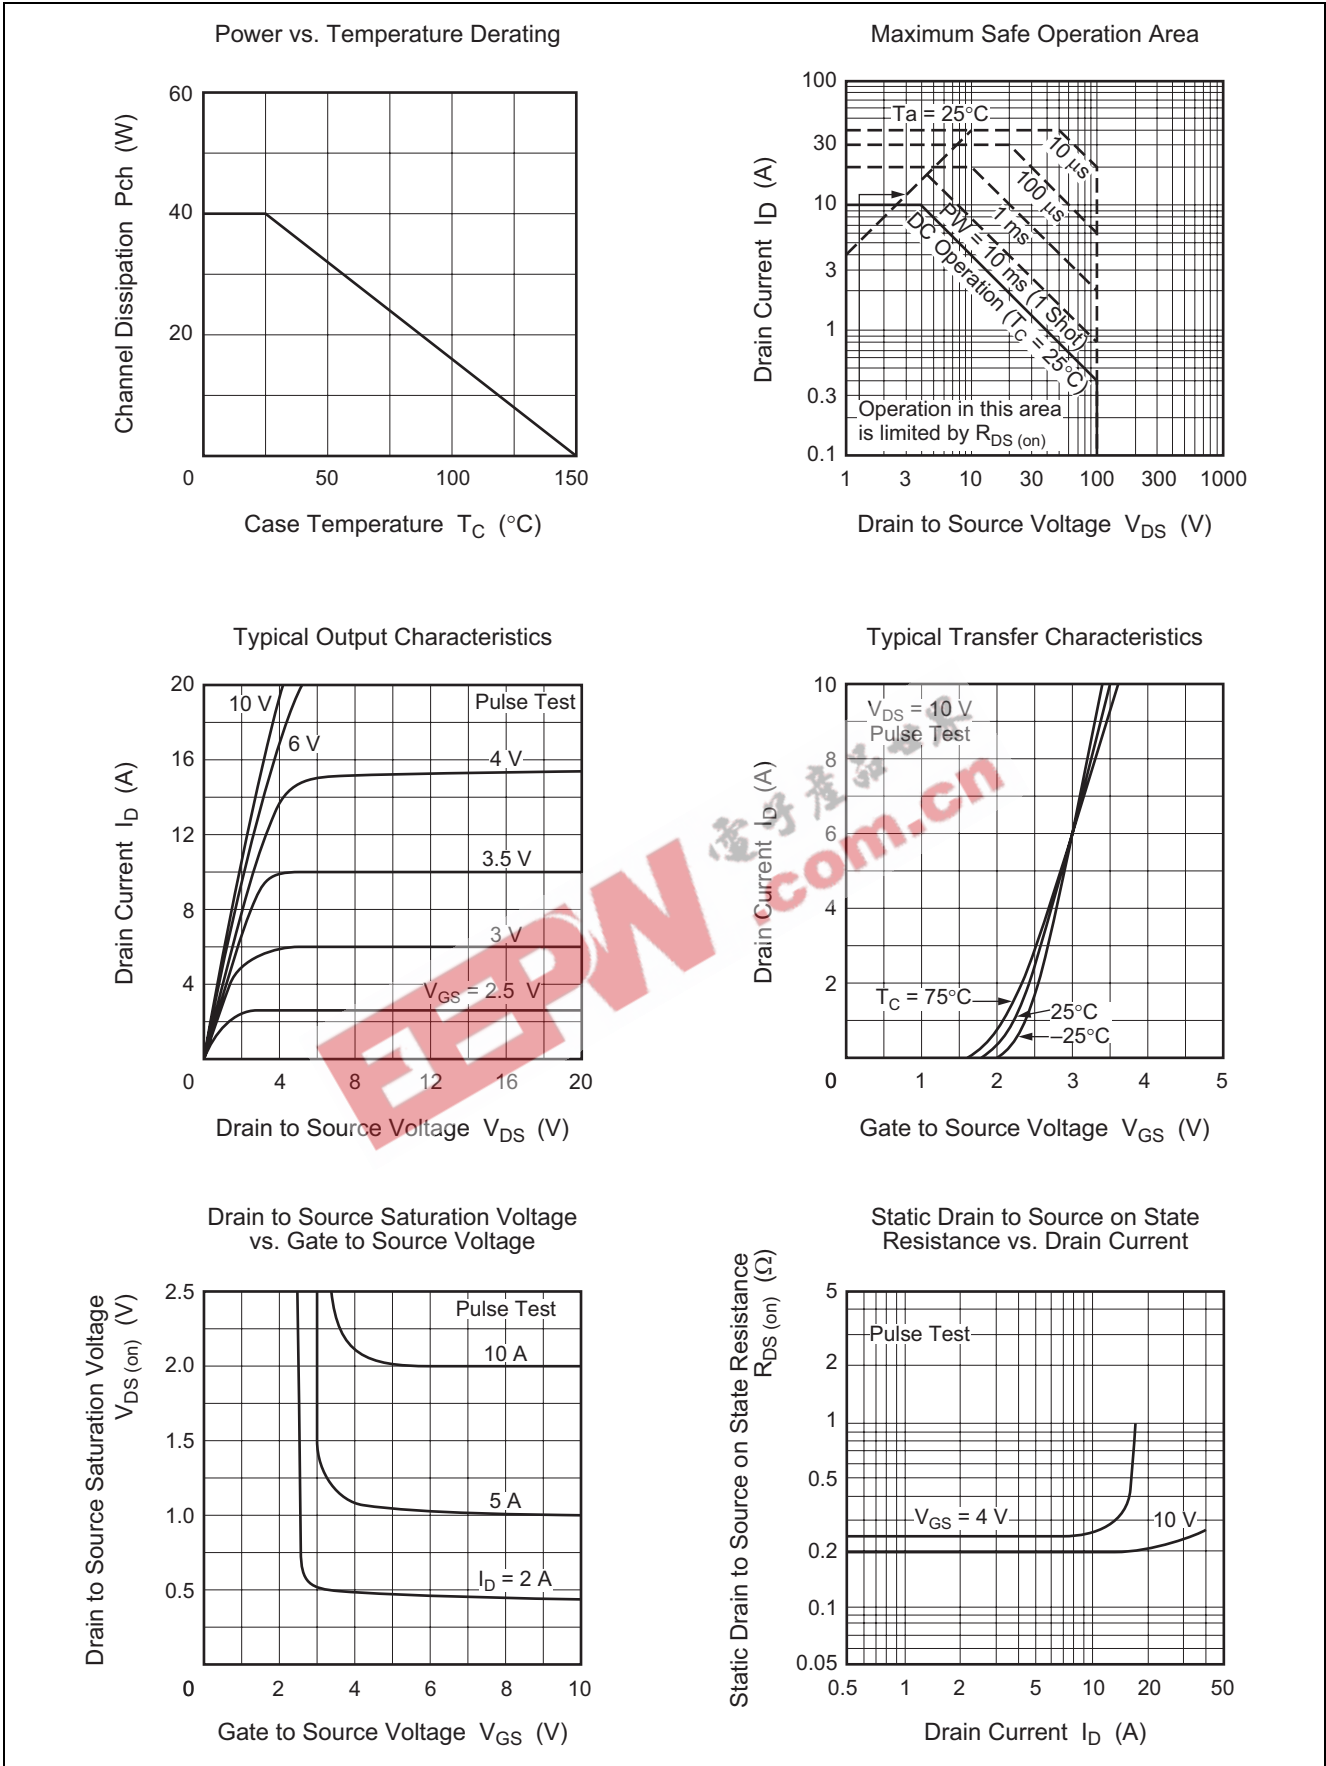 Power vs. Temperature Derating
Channel Dissipation Pch (W)
60
40
20
0
50
100
150
Case Temperature TC (°C)
Maximum Safe Operation Area
Drain Current ID (A)
100
30
10
3
1
0.3
0.1
Ta = 25°C
10 µs
100 µs
1 ms
PW = 10 ms (1 Shot)
DC Operation (TC = 25°C)
Operation in this area
is limited by RDS (on)
1
3
10
30
100
300
1000
Drain to Source Voltage VDS (V)
Typical Output Characteristics
Drain Current ID (A)
20
16
12
8
4
0
10 V
6 V
Pulse Test
4 V
3.5 V
3 V
VGS = 2.5 V
4
8
12
16
20
Drain to Source Voltage VDS (V)
Typical Transfer Characteristics
Drain Current ID (A)
10
8
6
4
2
0
VDS = 10 V
Pulse Test
TC = 75°C
25°C
–25°C
1
2
3
4
5
Gate to Source Voltage VGS (V)
電子產品世界
EEPW.com.cn
Drain to Source Saturation Voltage
vs. Gate to Source Voltage
Drain to Source Saturation Voltage
VDS (on) (V)
2.5
2.0
1.5
1.0
0.5
0
Pulse Test
10 A
5 A
ID = 2 A
2
4
6
8
10
Gate to Source Voltage VGS (V)
Static Drain to Source on State
Resistance vs. Drain Current
Static Drain to Source on State Resistance
RDS (on) (Ω)
5
2
1
0.5
0.2
0.1
0.05
Pulse Test
VGS = 4 V
10 V
0.5
1
2
5
10
20
50
Drain Current ID (A)